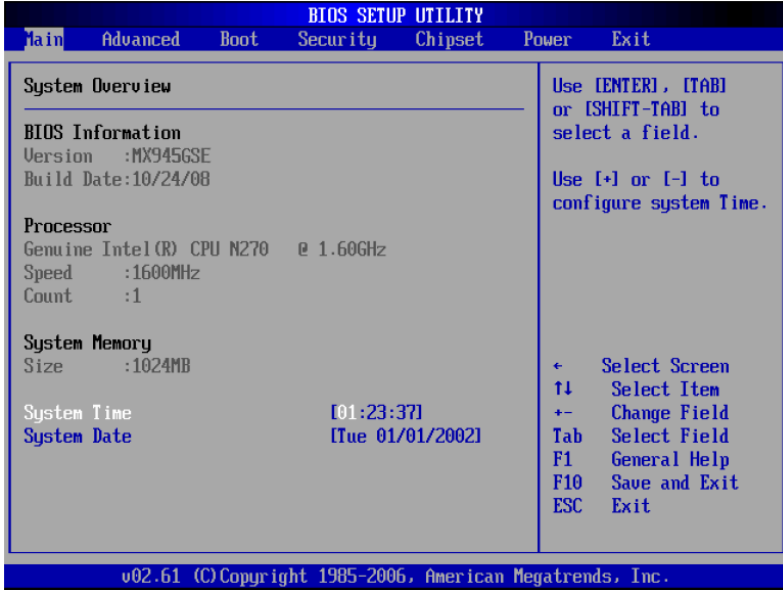 BIOS SETUP UTILITY
Main Advanced Boot Security Chipset Power Exit
System Overview
BIOS Information
Version :MX945GSE
Build Date:10/24/08
Processor
Genuine Intel(R) CPU N270 @ 1.60GHz
Speed :1600MHz
Count :1
System Memory
Size :1024MB
System Time [01:23:37]
System Date [Tue 01/01/2002]
Use [ENTER], [TAB]
or [SHIFT-TAB] to
select a field.
Use [+] or [-] to
configure system Time.
← Select Screen
↑↓ Select Item
+- Change Field
Tab Select Field
F1 General Help
F10 Save and Exit
ESC Exit
v02.61 (C)Copyright 1985-2006, American Megatrends, Inc.